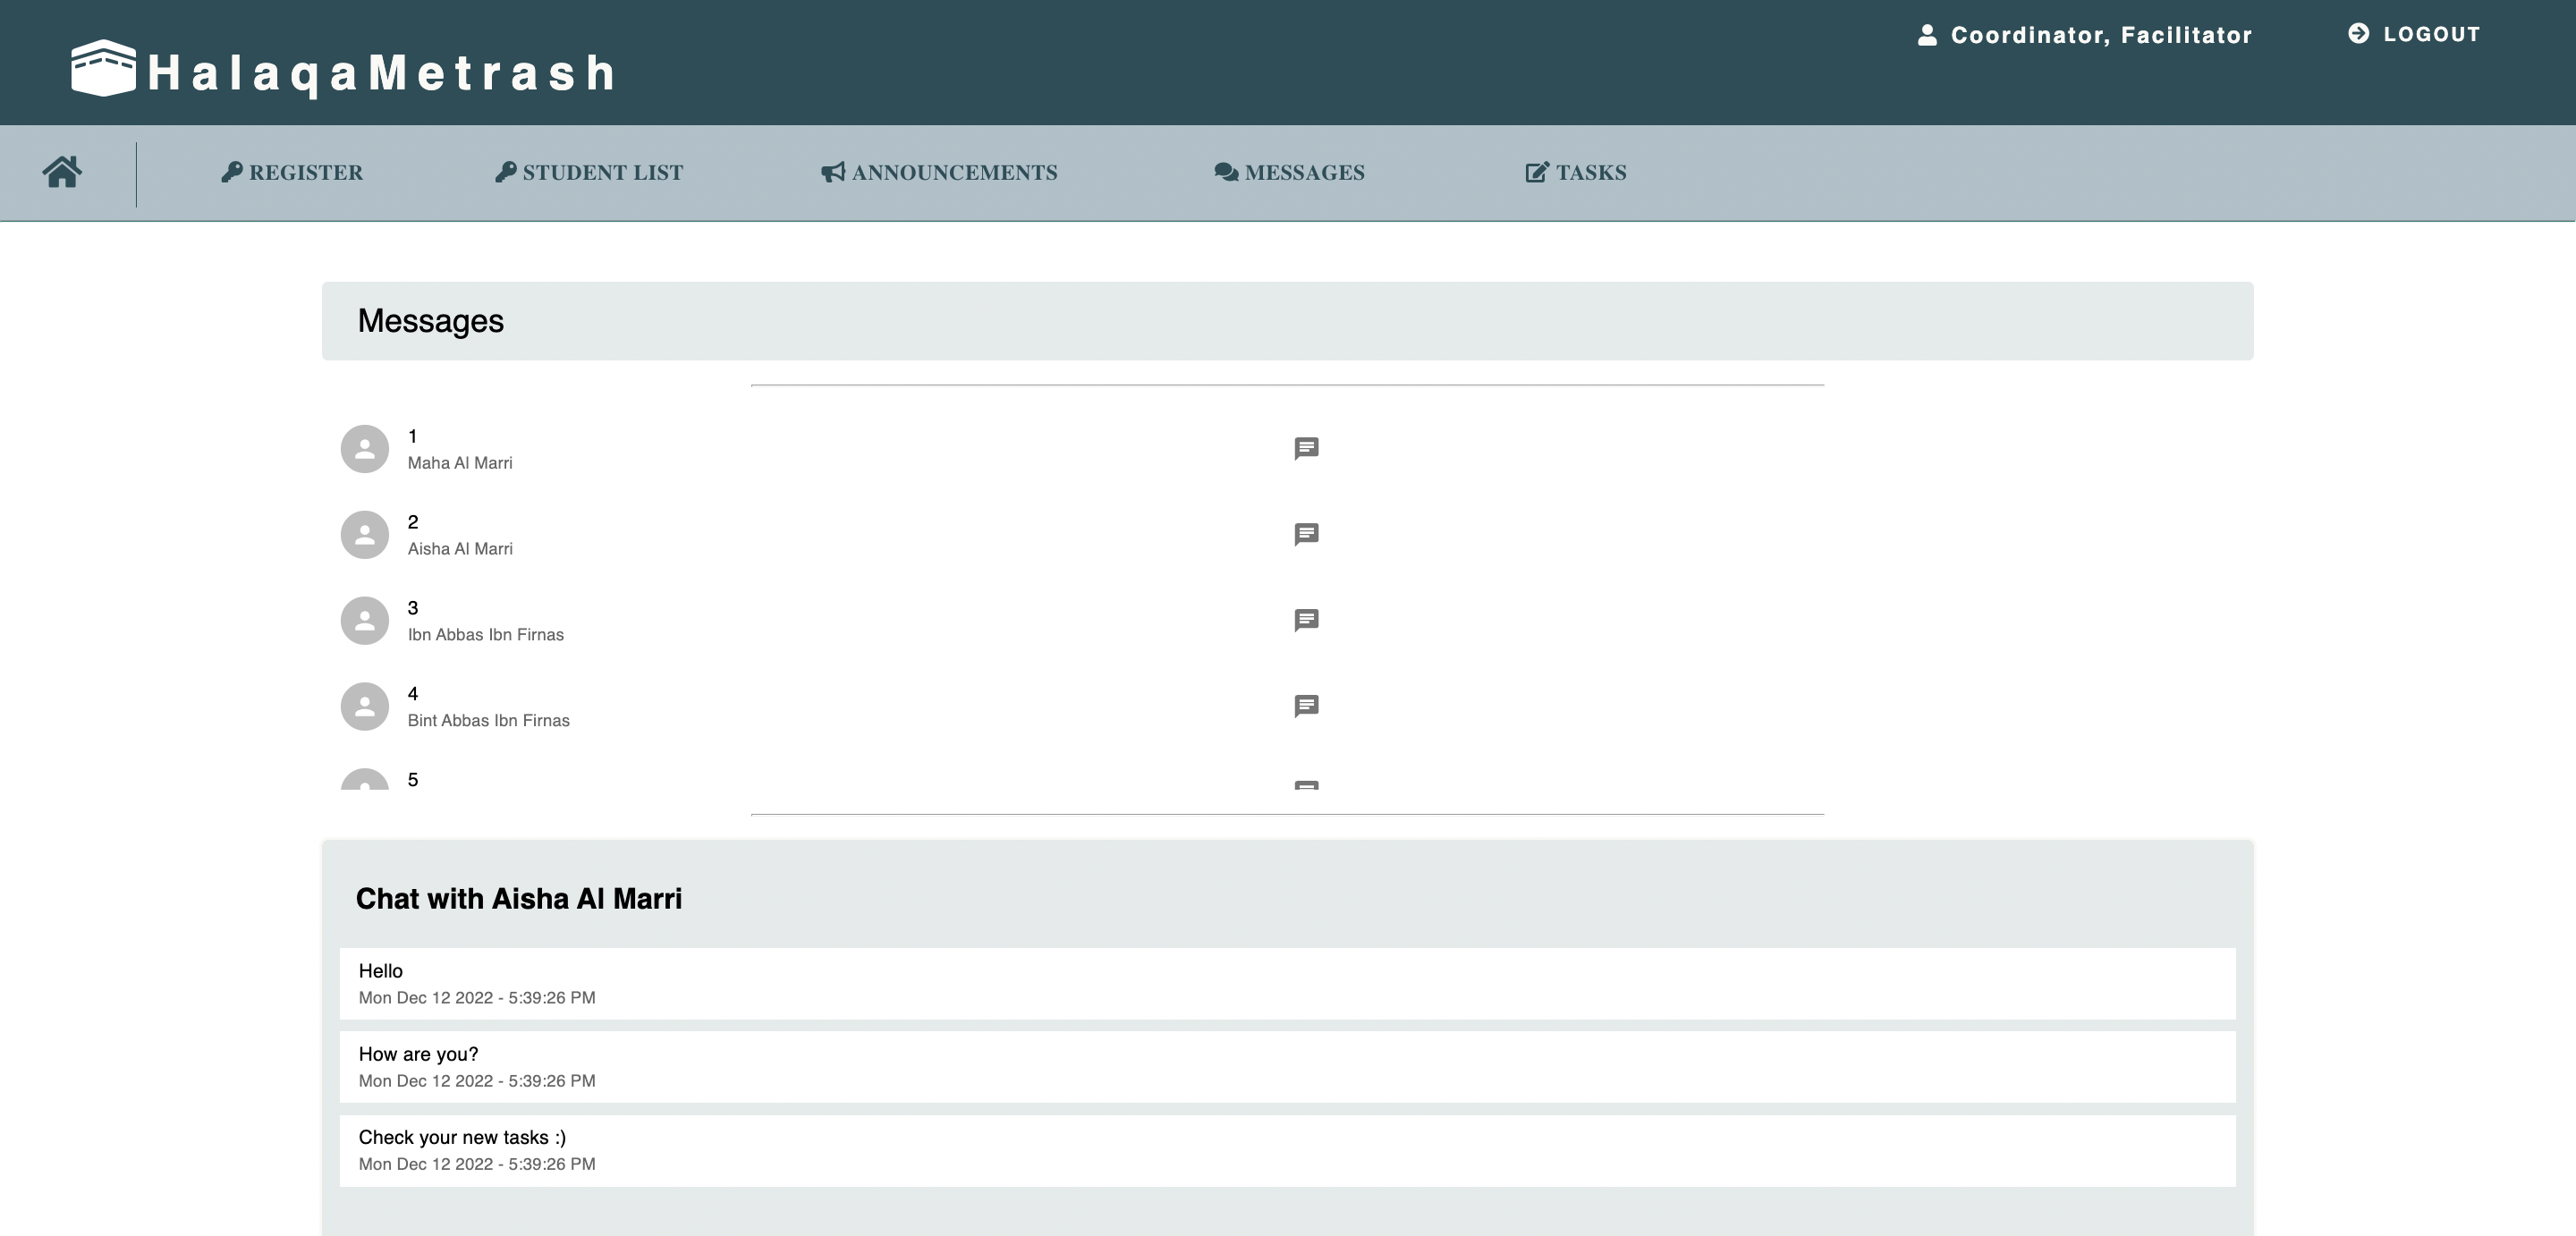 Coordinator, Facilitator
LOGOUT
HalaqaMetrash
REGISTER
STUDENT LIST
ANNOUNCEMENTS
MESSAGES
TASKS
Messages
1
Maha Al Marri
2
Aisha Al Marri
3
Ibn Abbas Ibn Firnas
4
Bint Abbas Ibn Firnas
5
Chat with Aisha Al Marri
Hello
Mon Dec 12 2022 - 5:39:26 PM
How are you?
Mon Dec 12 2022 - 5:39:26 PM
Check your new tasks :)
Mon Dec 12 2022 - 5:39:26 PM